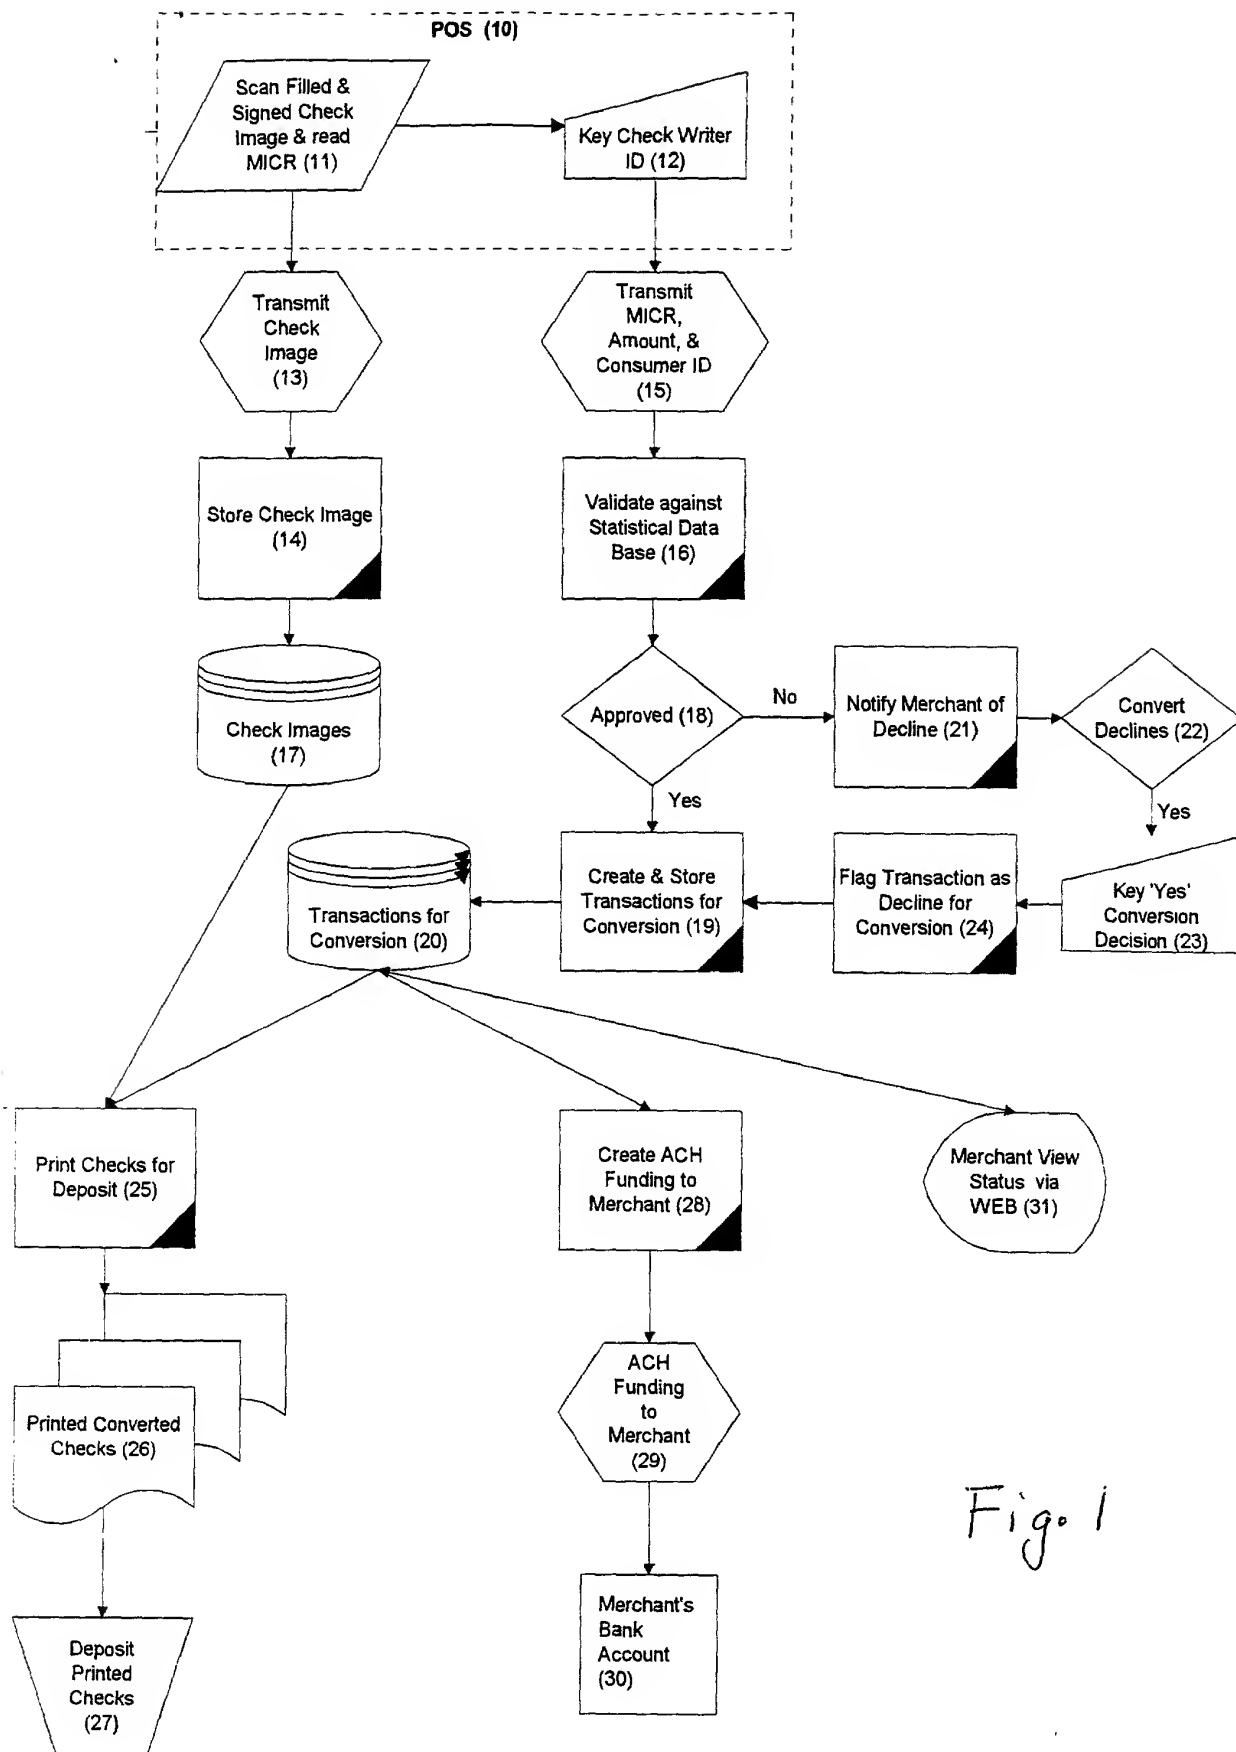 POS (10)
Scan Filled &
Signed Check
Image & read
MICR (11)
Key Check Writer
ID (12)
Transmit
Check
Image
(13)
Transmit
MICR,
Amount, &
Consumer ID
(15)
Store Check Image
(14)
Validate against
Statistical Data
Base (16)
Check Images
(17)
Approved (18)
No
Notify Merchant of
Decline (21)
Convert
Declines (22)
Yes
Yes
Transactions for
Conversion (20)
Create & Store
Transactions for
Conversion (19)
Flag Transaction as
Decline for
Conversion (24)
Key 'Yes'
Conversion
Decision (23)
Print Checks for
Deposit (25)
Create ACH
Funding to
Merchant (28)
Merchant View
Status via
WEB (31)
Printed Converted
Checks (26)
ACH
Funding
to
Merchant
(29)
Fig. 1
Merchant's
Bank
Account
(30)
Deposit
Printed
Checks
(27)